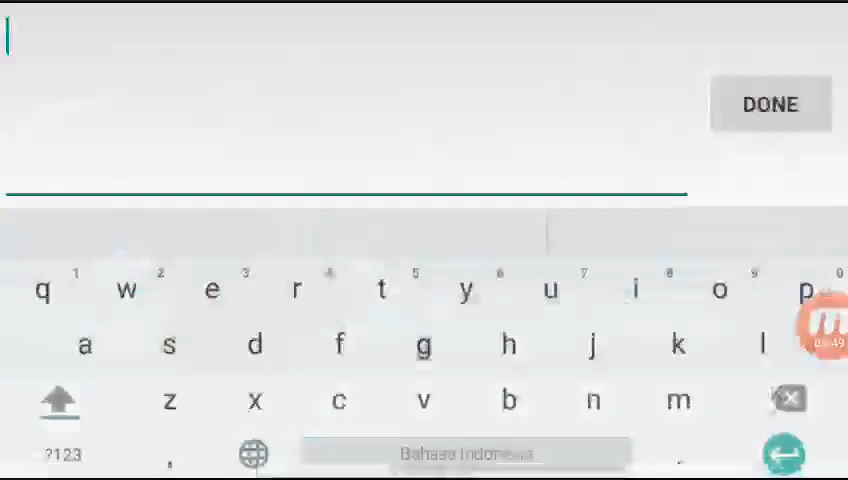 DONE
1 2 3 4 5 6 7 8 9 0
q w e r t y u i o p
a s d f g h j k l
z x c v b n m
?123 , Bahasa Indonesia .